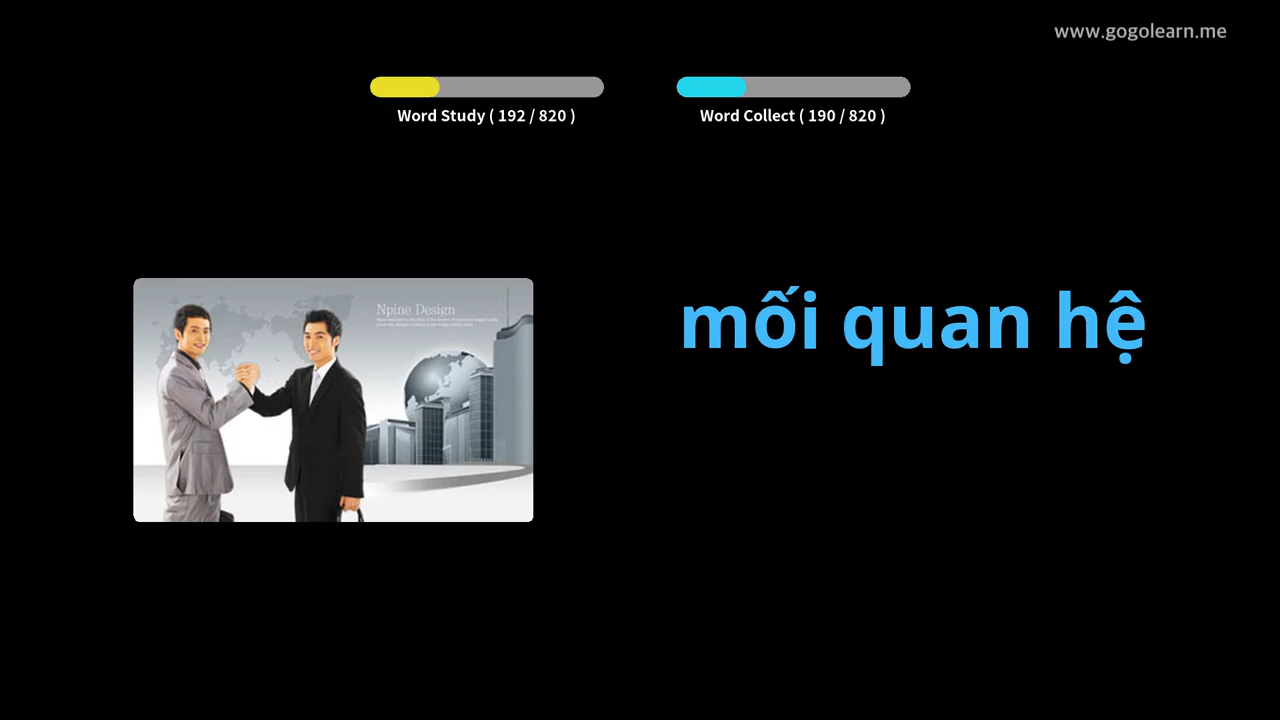 www.gogolearn.me
Word Study ( 192 / 820 )
Word Collect ( 190 / 820 )
Npine Design
mối quan hệ